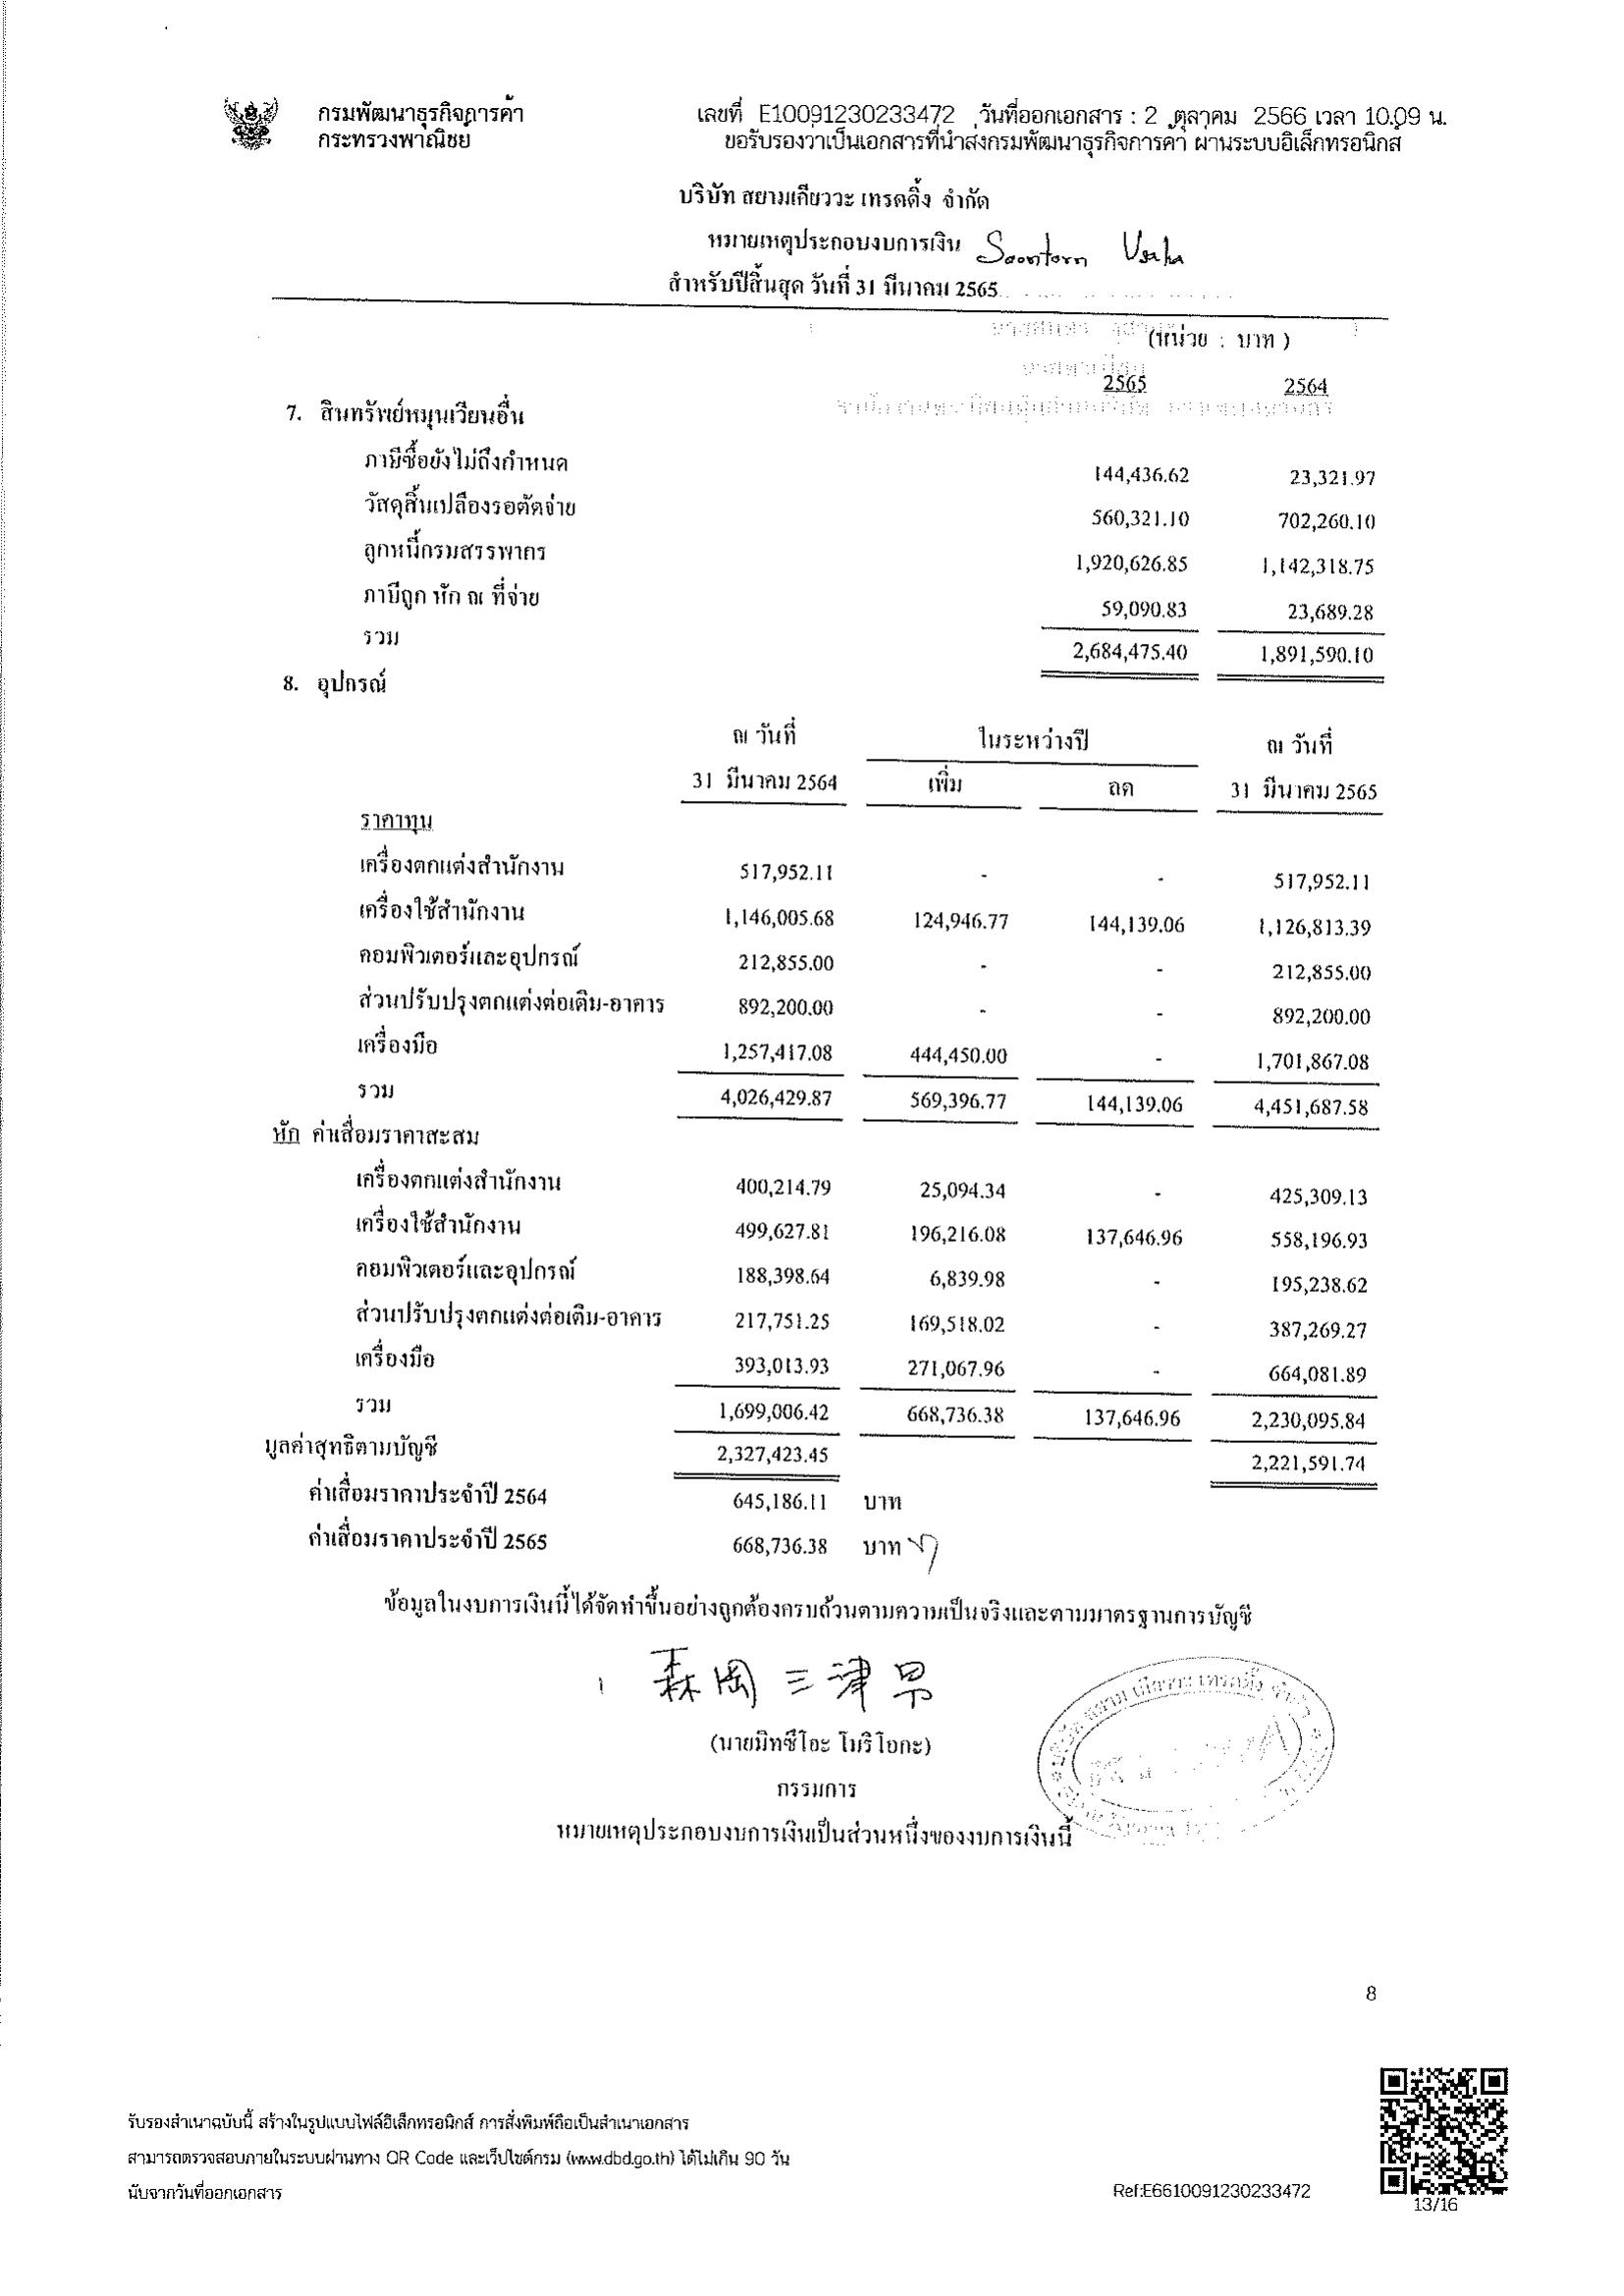 กรมพัฒนาธุรกิจการค้า
กระทรวงพาณิชย์
เลขที่ E10091230233472 วันที่ออกเอกสาร : 2 ตุลาคม 2566 เวลา 10.09 น.
ขอรับรองว่าเป็นเอกสารที่นำส่งกรมพัฒนาธุรกิจการค้า ผ่านระบบอิเล็กทรอนิกส์
บริษัท สยามเกียววะ เทรดดิ้ง จำกัด
หมายเหตุประกอบงบการเงิน Soontorn
สำหรับปีสิ้นสุด วันที่ 31 มีนาคม 2565
(หน่วย : บาท )
2565 2564
7. สินทรัพย์หมุนเวียนอื่น
ภาษีซื้อยังไม่ถึงกำหนด 144,436.62 23,321.97
วัสดุสิ้นเปลืองรอตัดจ่าย 560,321.10 702,260.10
ลูกหนี้กรมสรรพากร 1,920,626.85 1,142,318.75
ภาษีถูก หัก ณ ที่จ่าย 59,090.83 23,689.28
รวม 2,684,475.40 1,891,590.10
8. อุปกรณ์
ณ วันที่ ในระหว่างปี ณ วันที่
31 มีนาคม 2564 เพิ่ม ลด 31 มีนาคม 2565
ราคาทุน
เครื่องตกแต่งสำนักงาน 517,952.11 - - 517,952.11
เครื่องใช้สำนักงาน 1,146,005.68 124,946.77 144,139.06 1,126,813.39
คอมพิวเตอร์และอุปกรณ์ 212,855.00 - - 212,855.00
ส่วนปรับปรุงตกแต่งต่อเติม-อาคาร 892,200.00 - - 892,200.00
เครื่องมือ 1,257,417.08 444,450.00 - 1,701,867.08
รวม 4,026,429.87 569,396.77 144,139.06 4,451,687.58
หัก ค่าเสื่อมราคาสะสม
เครื่องตกแต่งสำนักงาน 400,214.79 25,094.34 - 425,309.13
เครื่องใช้สำนักงาน 499,627.81 196,216.08 137,646.96 558,196.93
คอมพิวเตอร์และอุปกรณ์ 188,398.64 6,839.98 - 195,238.62
ส่วนปรับปรุงตกแต่งต่อเติม-อาคาร 217,751.25 169,518.02 - 387,269.27
เครื่องมือ 393,013.93 271,067.96 - 664,081.89
รวม 1,699,006.42 668,736.38 137,646.96 2,230,095.84
มูลค่าสุทธิตามบัญชี 2,327,423.45 2,221,591.74
ค่าเสื่อมราคาประจำปี 2564 645,186.11 บาท
ค่าเสื่อมราคาประจำปี 2565 668,736.38 บาท
ข้อมูลในงบการเงินนี้ได้จัดทำขึ้นอย่างถูกต้องครบถ้วนตามความเป็นจริงและตามมาตรฐานการบัญชี
森岡 三津
(นายมิทซึโอะ โมริโอกะ)
กรรมการ
หมายเหตุประกอบงบการเงินเป็นส่วนหนึ่งของงบการเงินนี้
8
รับรองสำเนาฉบับนี้ สร้างในรูปแบบไฟล์อิเล็กทรอนิกส์ การสั่งพิมพ์ถือเป็นสำเนาเอกสาร
สามารถตรวจสอบภายในระบบผ่านทาง QR Code และเว็ปไซต์กรม (www.dbd.go.th) ได้ไม่เกิน 90 วัน
นับจากวันที่ออกเอกสาร
Ref:E6610091230233472
13/16